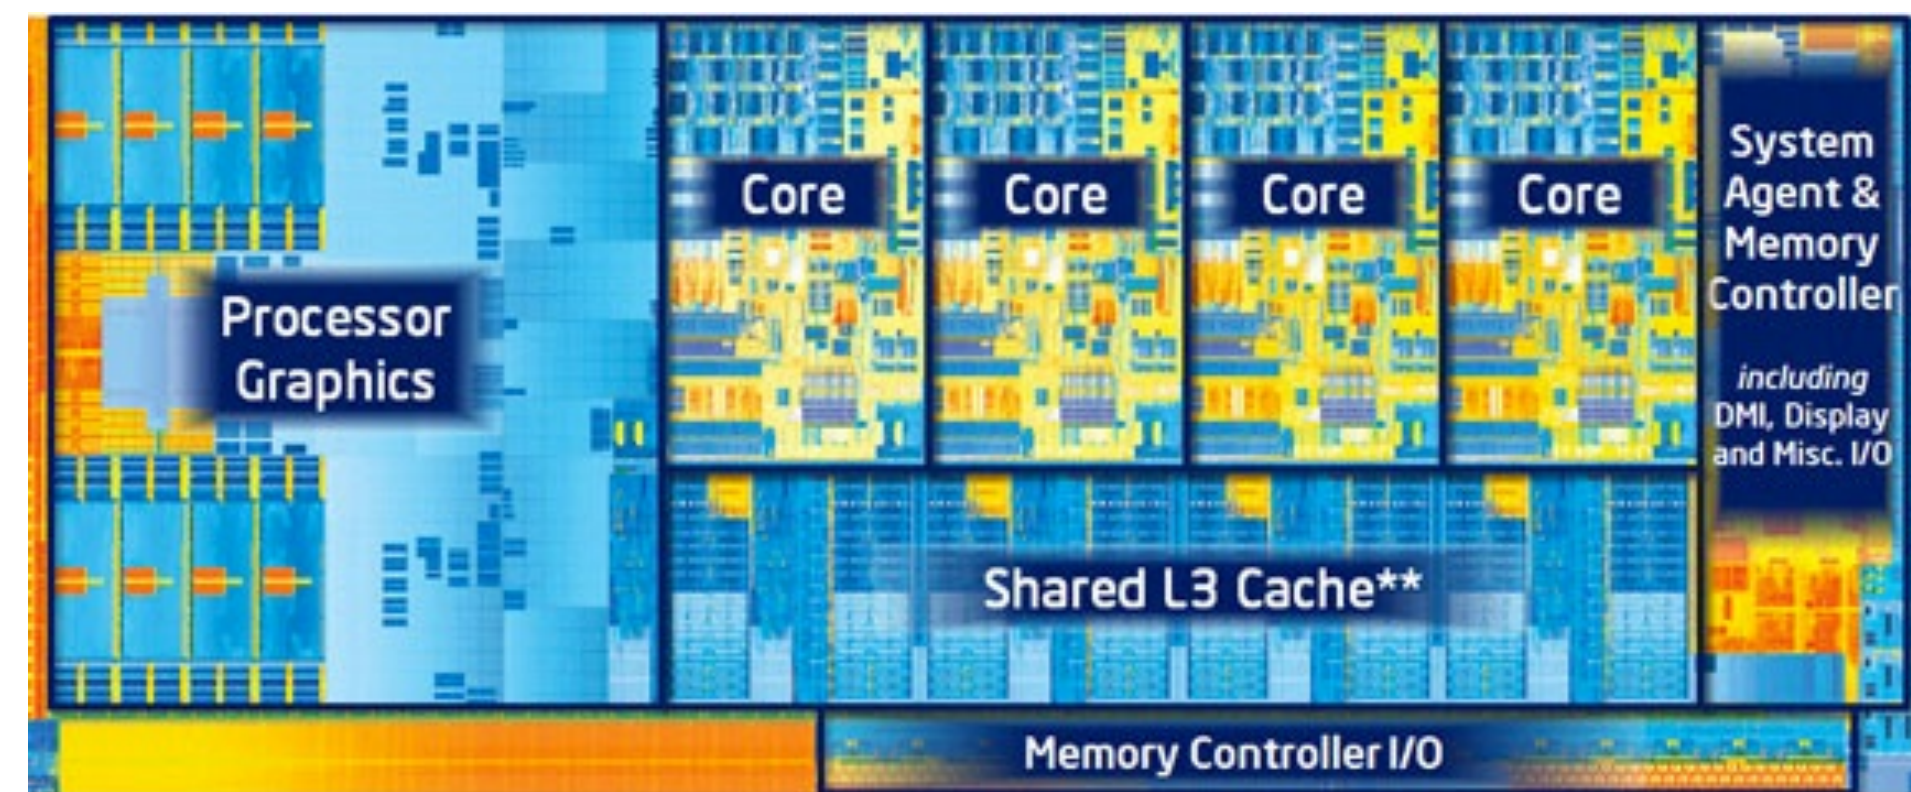 Processor
Graphics
Core
Core
Core
Core
System
Agent &
Memory
Controller
including
DMI, Display
and Misc. I/O
Shared L3 Cache**
Memory Controller I/O